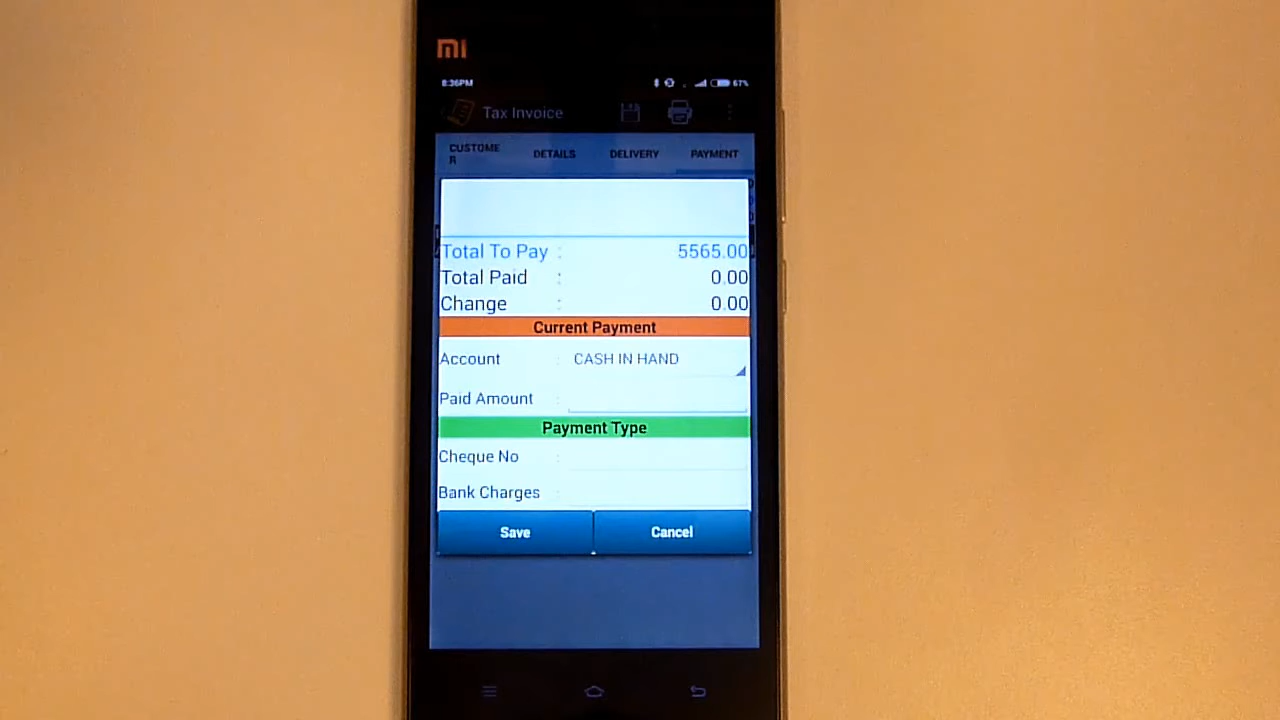 mi
8:36PM 67%
Tax Invoice
CUSTOME
R
DETAILS DELIVERY PAYMENT
Total To Pay : 5565.00
Total Paid : 0.00
Change : 0.00
Current Payment
Account : CASH IN HAND
Paid Amount :
Payment Type
Cheque No :
Bank Charges :
Save Cancel